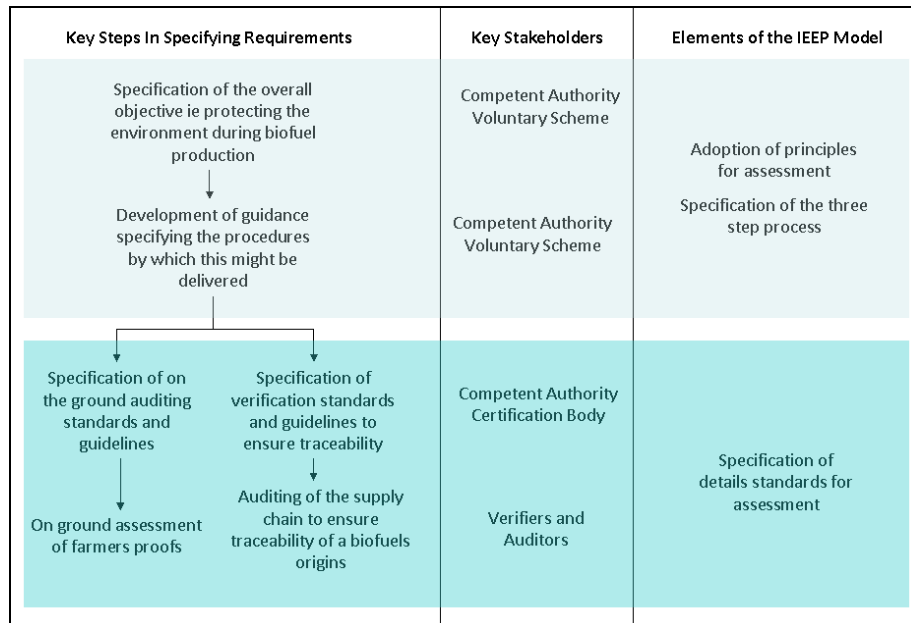 Key Steps In Specifying Requirements
Key Stakeholders
Elements of the IEEP Model
Specification of the overall
objective ie protecting the
environment during biofuel
production
Competent Authority
Voluntary Scheme
Adoption of principles
for assessment
Development of guidance
specifying the procedures
by which this might be
delivered
Competent Authority
Voluntary Scheme
Specification of the three
step process
Specification of on
the ground auditing
standards and
guidelines
Specification of
verification standards
and guidelines to
ensure traceability
Competent Authority
Certification Body
Specification of
details standards for
assessment
On ground assessment
of farmers proofs
Auditing of the supply
chain to ensure
traceability of a biofuels
origins
Verifiers and
Auditors